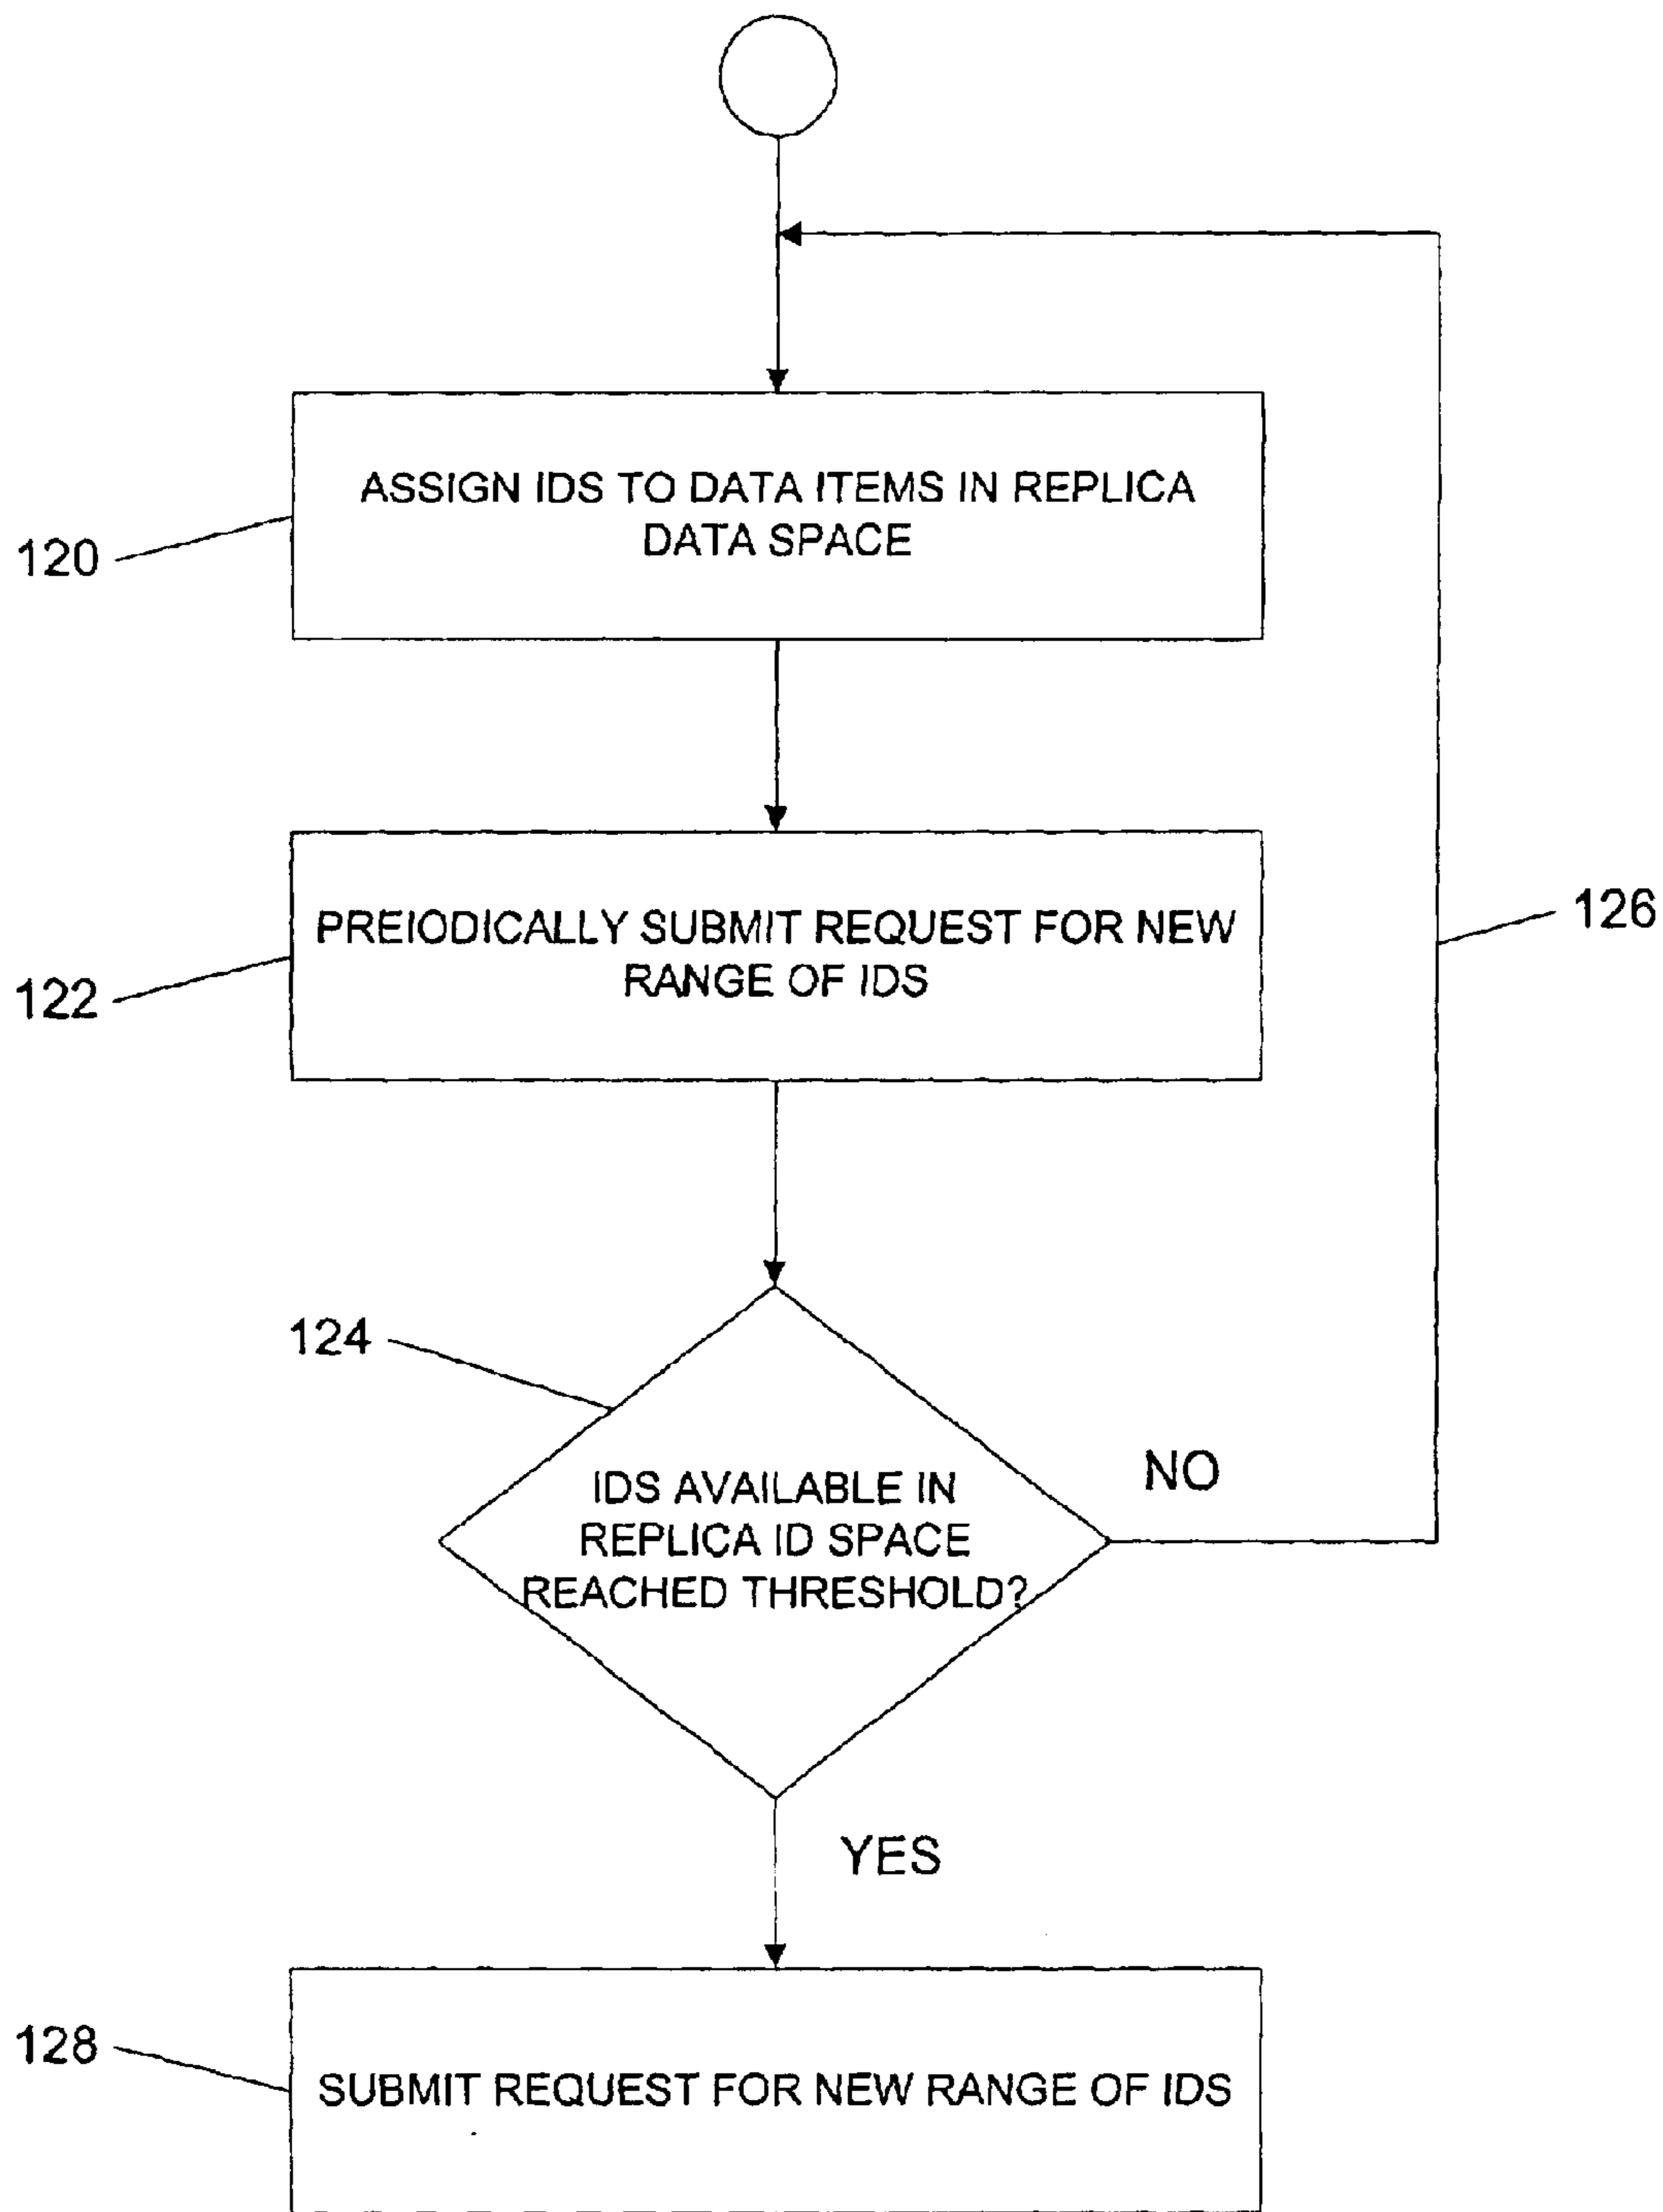 ASSIGN IDS TO DATA ITEMS IN REPLICA
DATA SPACE
120
PREIODICALLY SUBMIT REQUEST FOR NEW
RANGE OF IDS
122
126
124
IDS AVAILABLE IN
REPLICA ID SPACE
REACHED THRESHOLD?
NO
YES
128
SUBMIT REQUEST FOR NEW RANGE OF IDS